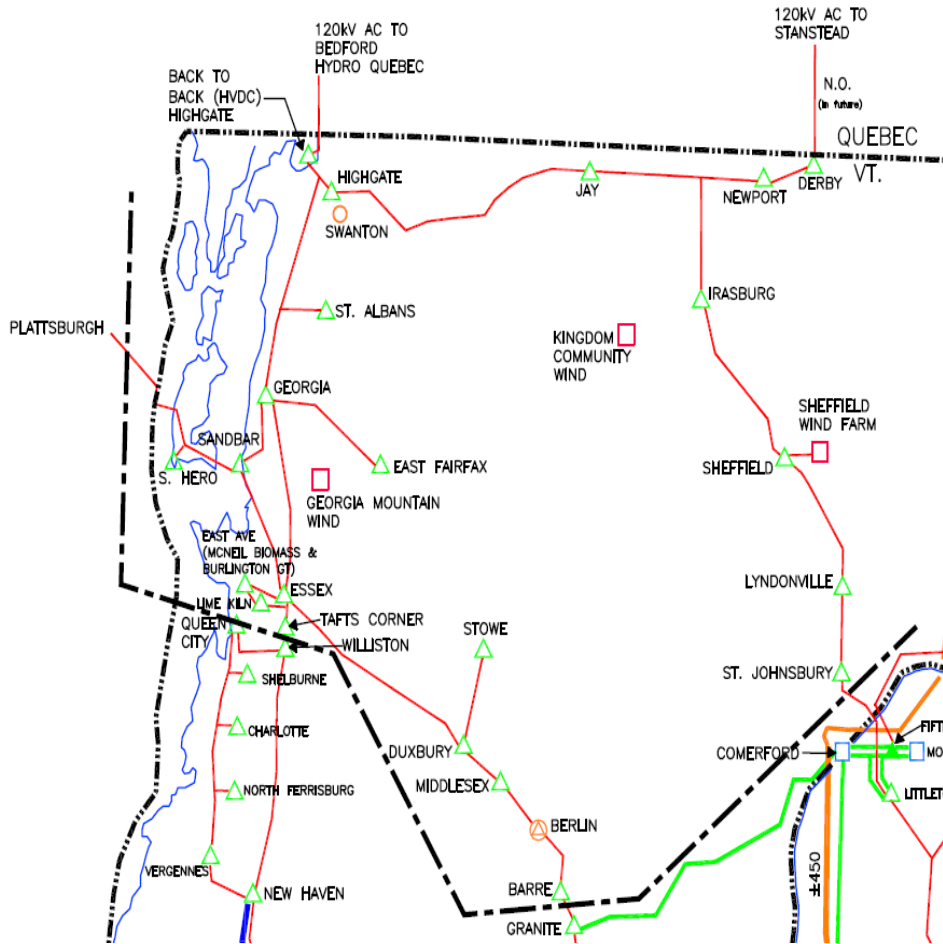 120kV AC TO
BEDFORD
HYDRO QUEBEC
120kV AC TO
STANSTEAD
BACK TO
BACK (HVDC)
HIGHGATE
N.O.
(in future)
QUEBEC
VT.
HIGHGATE
SWANTON
JAY
NEWPORT
DERBY
ST. ALBANS
IRASBURG
PLATTSBURGH
KINGDOM
COMMUNITY
WIND
GEORGIA
SHEFFIELD
WIND FARM
SANDBAR
S. HERO
EAST FAIRFAX
SHEFFIELD
GEORGIA MOUNTAIN
WIND
EAST AVE
(MCNEIL BIOMASS &
BURLINGTON GT)
ESSEX
LIME KILN
LYNDONVILLE
QUEEN
CITY
TAFTS CORNER
STOWE
WILLISTON
SHELBURNE
ST. JOHNSBURY
CHARLOTTE
DUXBURY
COMERFORD
FIFT
MO
MIDDLESEX
NORTH FERRISBURG
LITTLET
BERLIN
VERGENNES
NEW HAVEN
BARRE
±450
GRANITE